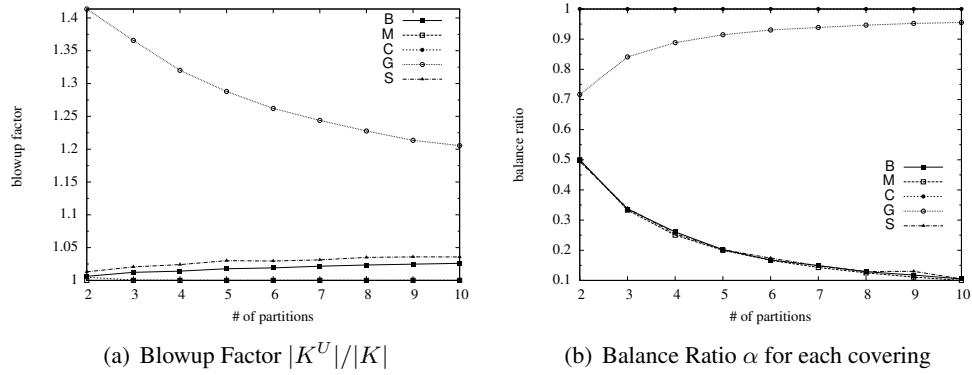 1.4
1.35
1.3
1.25
1.2
1.15
1.1
1.05
1
blowup factor
2 3 4 5 6 7 8 9 10
# of partitions
B
M
C
G
S
(a) Blowup Factor |K^U|/|K|
1
0.9
0.8
0.7
0.6
0.5
0.4
0.3
0.2
0.1
balance ratio
2 3 4 5 6 7 8 9 10
# of partitions
B
M
C
G
S
(b) Balance Ratio α for each covering